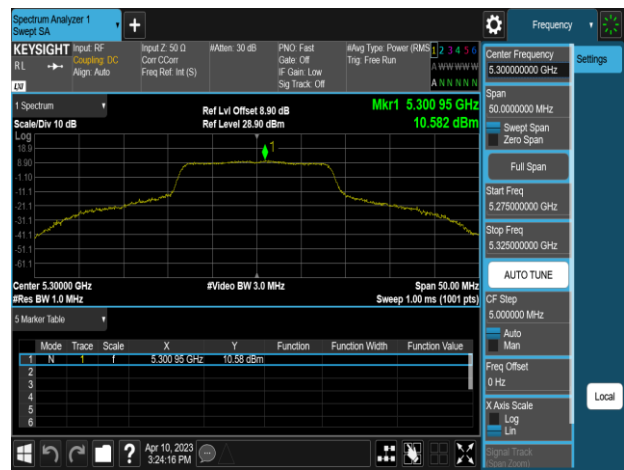 Spectrum Analyzer 1
Swept SA
Frequency
KEYSIGHT
RL
LXI
Input: RF
Coupling: DC
Align: Auto
Input Z: 50 Ω
Corr CCorr
Freq Ref: Int (S)
#Atten: 30 dB
PNO: Fast
Gate: Off
IF Gain: Low
Sig Track: Off
#Avg Type: Power (RMS
Trig: Free Run
1 2 3 4 5 6
A WW WW W
A N N N N N
1 Spectrum
Scale/Div 10 dB
Ref Lvl Offset 8.90 dB
Ref Level 28.90 dBm
Mkr1 5.300 95 GHz
10.582 dBm
Log
18.9
8.90
-1.10
-11.1
-21.1
-31.1
-41.1
-51.1
-61.1
1
Center 5.30000 GHz
#Res BW 1.0 MHz
#Video BW 3.0 MHz
Span 50.00 MHz
Sweep 1.00 ms (1001 pts)
5 Marker Table
Mode Trace Scale X Y Function Function Width Function Value
1 N 1 f 5.300 95 GHz 10.58 dBm
2
3
4
5
6
Center Frequency
5.300000000 GHz
Settings
Span
50.0000000 MHz
Swept Span
Zero Span
Full Span
Start Freq
5.275000000 GHz
Stop Freq
5.325000000 GHz
AUTO TUNE
CF Step
5.000000 MHz
Auto
Man
Freq Offset
0 Hz
X Axis Scale
Log
Lin
Local
Signal Track
(Span Zoom)
?
Apr 10, 2023
3:24:16 PM